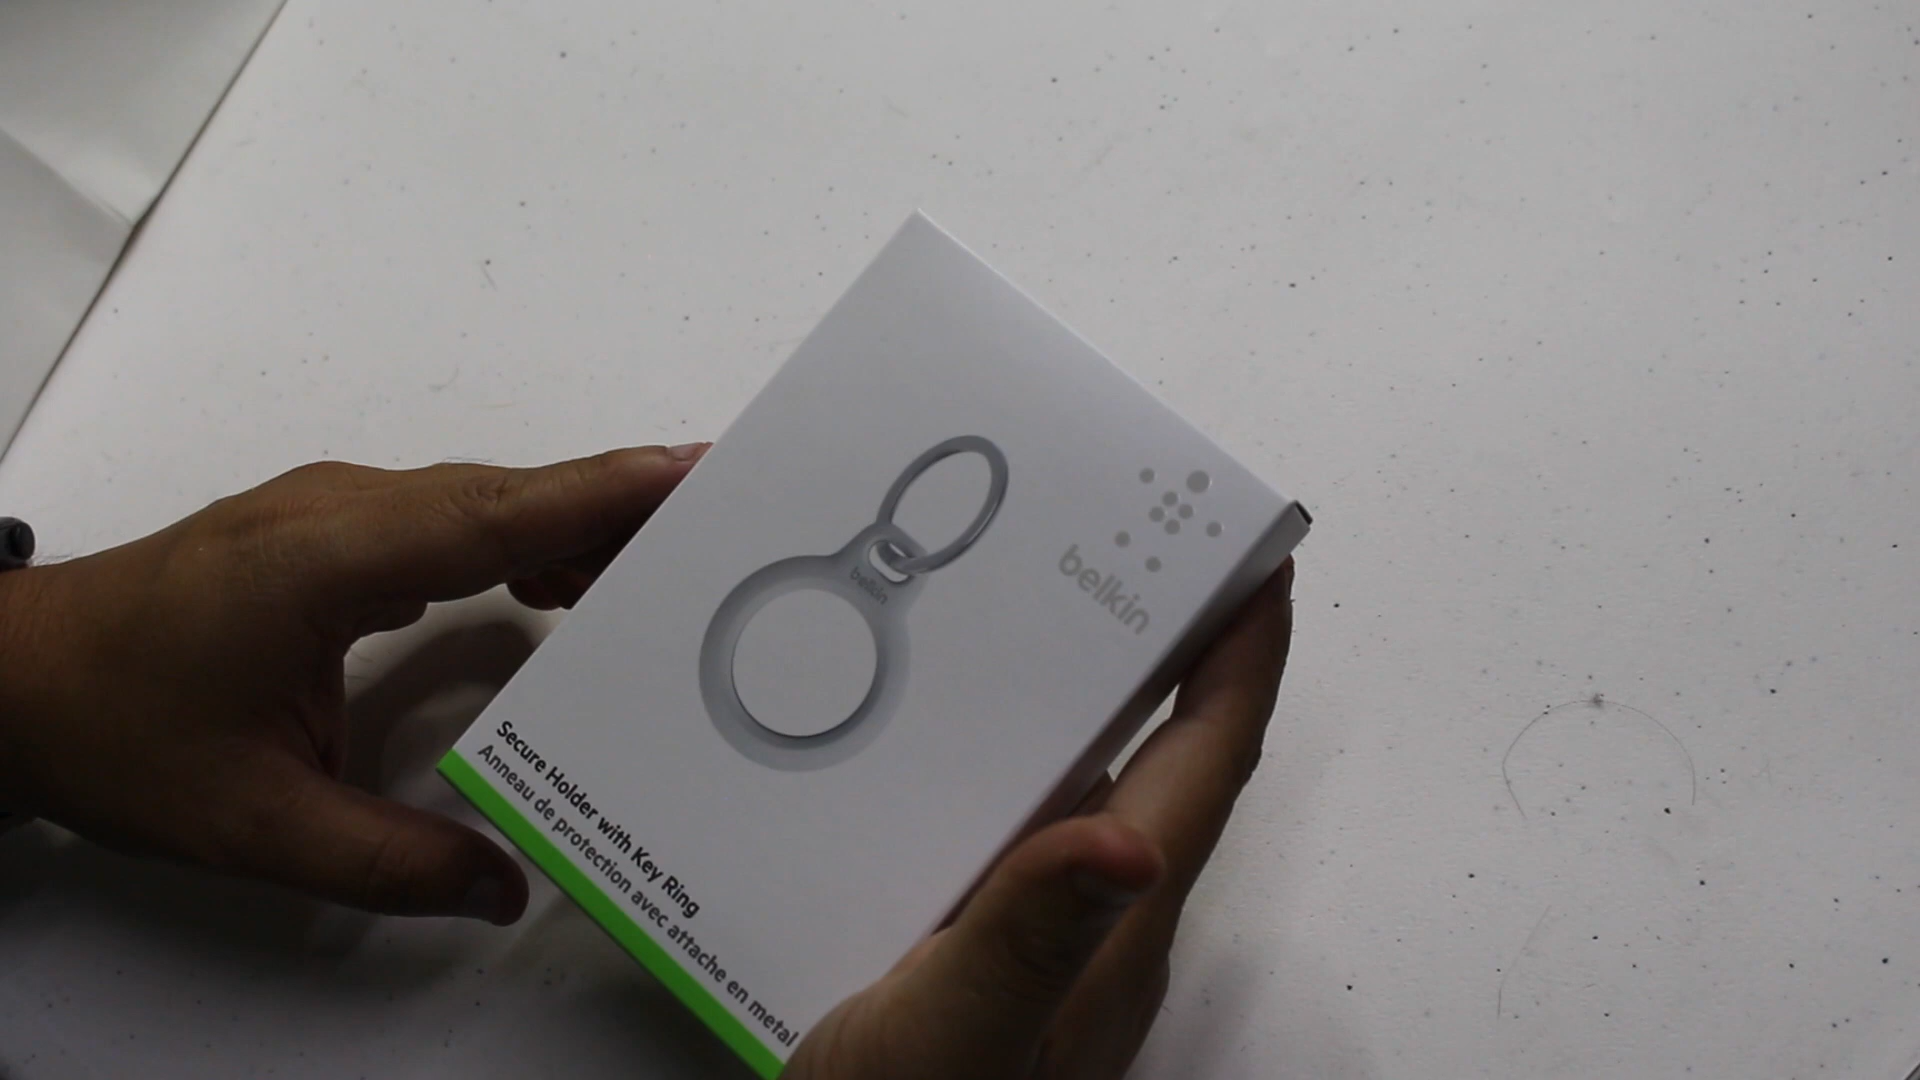 belkin
belkin
Secure Holder with Key Ring
Anneau de protection avec attache en metal